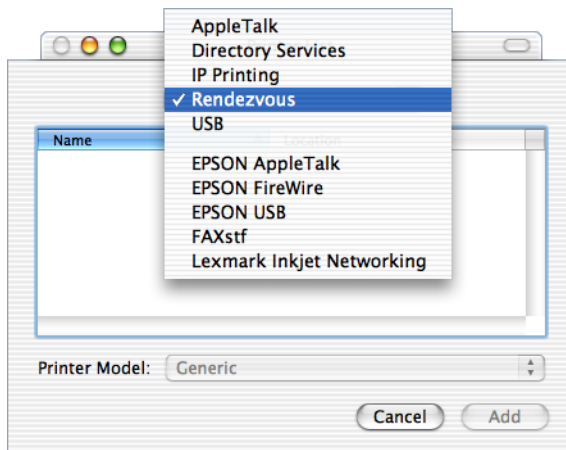 AppleTalk
Directory Services
IP Printing
✓ Rendezvous
USB
Name Location
EPSON AppleTalk
EPSON FireWire
EPSON USB
FAXstf
Lexmark Inkjet Networking
Printer Model: Generic
Cancel Add